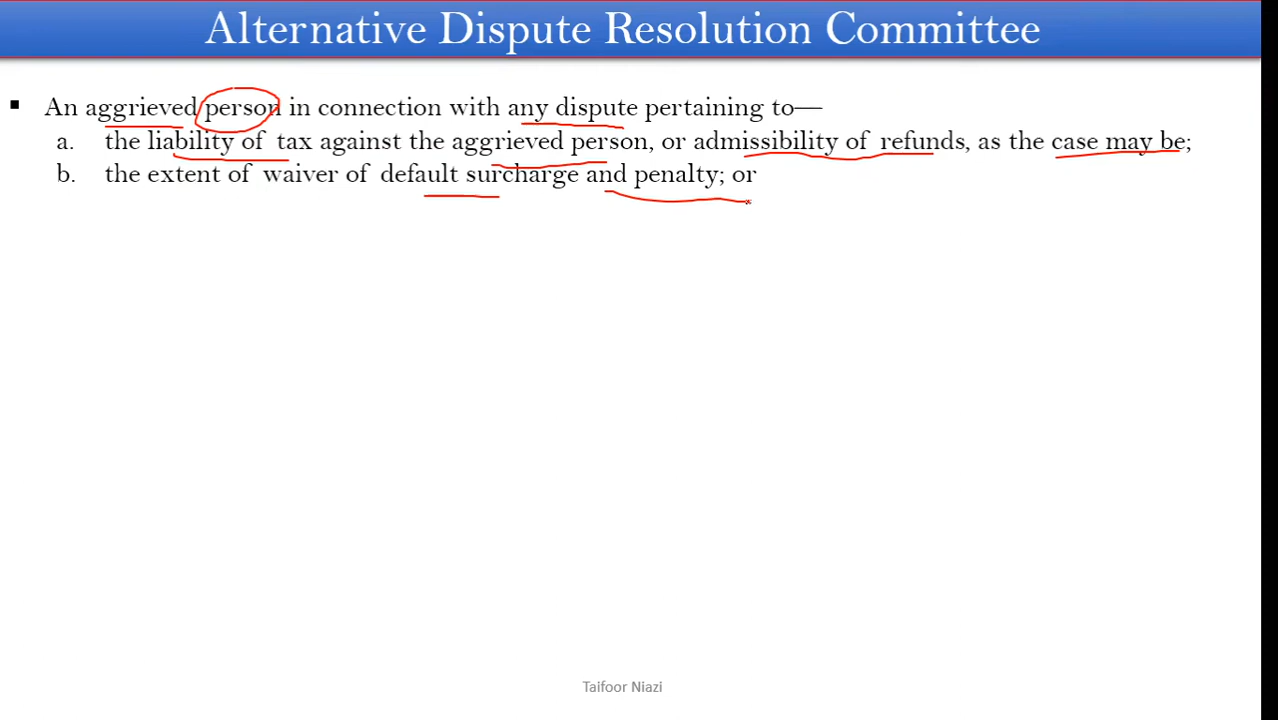 Alternative Dispute Resolution Committee
▪ An aggrieved person in connection with any dispute pertaining to—
a. the liability of tax against the aggrieved person, or admissibility of refunds, as the case may be;
b. the extent of waiver of default surcharge and penalty; or
Taifoor Niazi